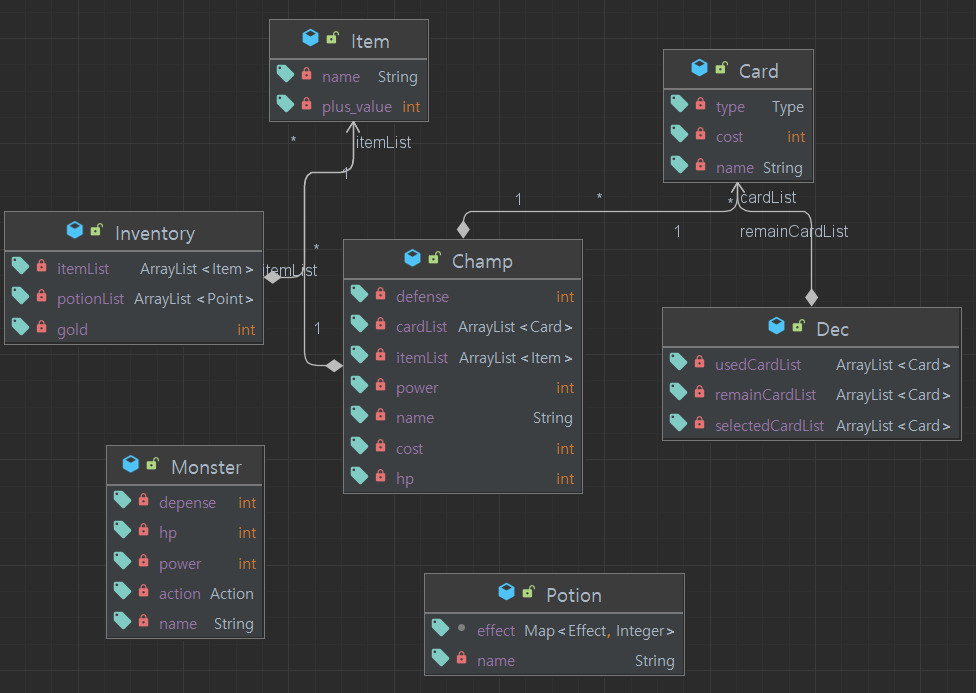 Item
name String
plus_value int
* itemList
1
Card
type Type
cost int
name String
1 *
* cardList
1 remainCardList
Inventory
itemList ArrayList<Item>
potionList ArrayList<Point>
gold int
*
itemList
1
Champ
defense int
cardList ArrayList<Card>
itemList ArrayList<Item>
power int
name String
cost int
hp int
Dec
usedCardList ArrayList<Card>
remainCardList ArrayList<Card>
selectedCardList ArrayList<Card>
Monster
depense int
hp int
power int
action Action
name String
Potion
effect Map<Effect, Integer>
name String